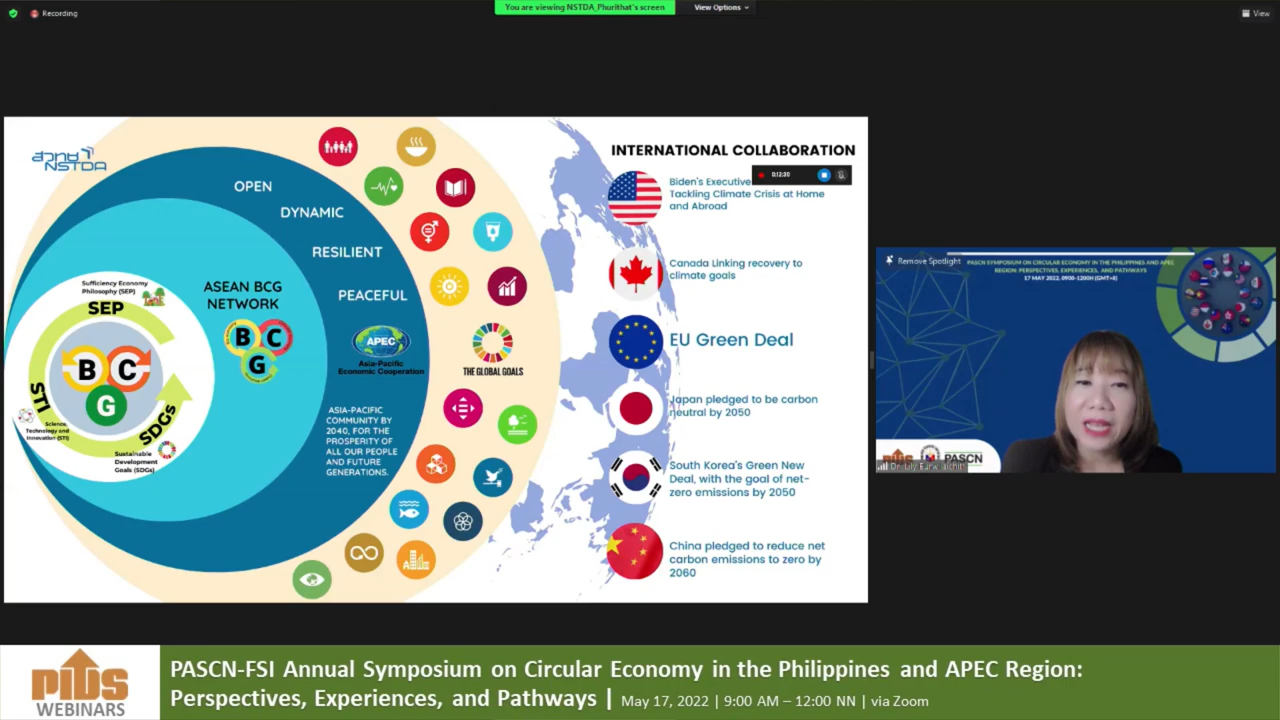 Recording
You are viewing NSTDA_Phurithat's screen
View Options
View
สวทช
NSTDA
OPEN
DYNAMIC
RESILIENT
PEACEFUL
APEC
Asia-Pacific
Economic Cooperation
ASIA-PACIFIC
COMMUNITY BY
2040, FOR THE
PROSPERITY OF
ALL OUR PEOPLE
AND FUTURE
GENERATIONS.
ASEAN BCG
NETWORK
B C
G
Sufficiency Economy
Philosophy (SEP)
SEP
B C
G
STI
Science,
Technology and
Innovation (STI)
SDGs
Sustainable
Development
Goals (SDGs)
THE GLOBAL GOALS
INTERNATIONAL COLLABORATION
0:12:00
Biden's Executive
Tackling Climate Crisis at Home
and Abroad
Canada Linking recovery to
climate goals
EU Green Deal
Japan pledged to be carbon
neutral by 2050
South Korea's Green New
Deal, with the goal of net-
zero emissions by 2050
China pledged to reduce net
carbon emissions to zero by
2060
Remove Spotlight
PASCN SYMPOSIUM ON CIRCULAR ECONOMY IN THE PHILIPPINES AND APEC
REGION: PERSPECTIVES, EXPERIENCES, AND PATHWAYS
17 MAY 2022, 0900-1200H (GMT+8)
PASCN
Dr. Lily
PIDS
WEBINARS
PASCN-FSI Annual Symposium on Circular Economy in the Philippines and APEC Region:
Perspectives, Experiences, and Pathways | May 17, 2022 | 9:00 AM – 12:00 NN | via Zoom